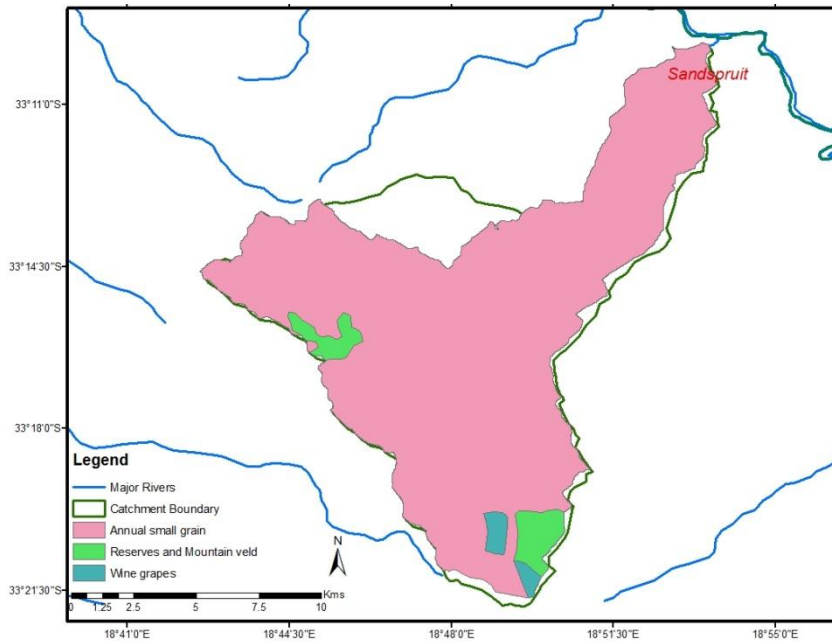 Sandspruit
33°11'0"S
33°14'30"S
33°18'0"S
33°21'30"S
Legend
Major Rivers
Catchment Boundary
Annual small grain
Reserves and Mountain veld
Wine grapes
N
Kms
0 1.25 2.5 5 7.5 10
18°41'0"E 18°44'30"E 18°48'0"E 18°51'30"E 18°55'0"E